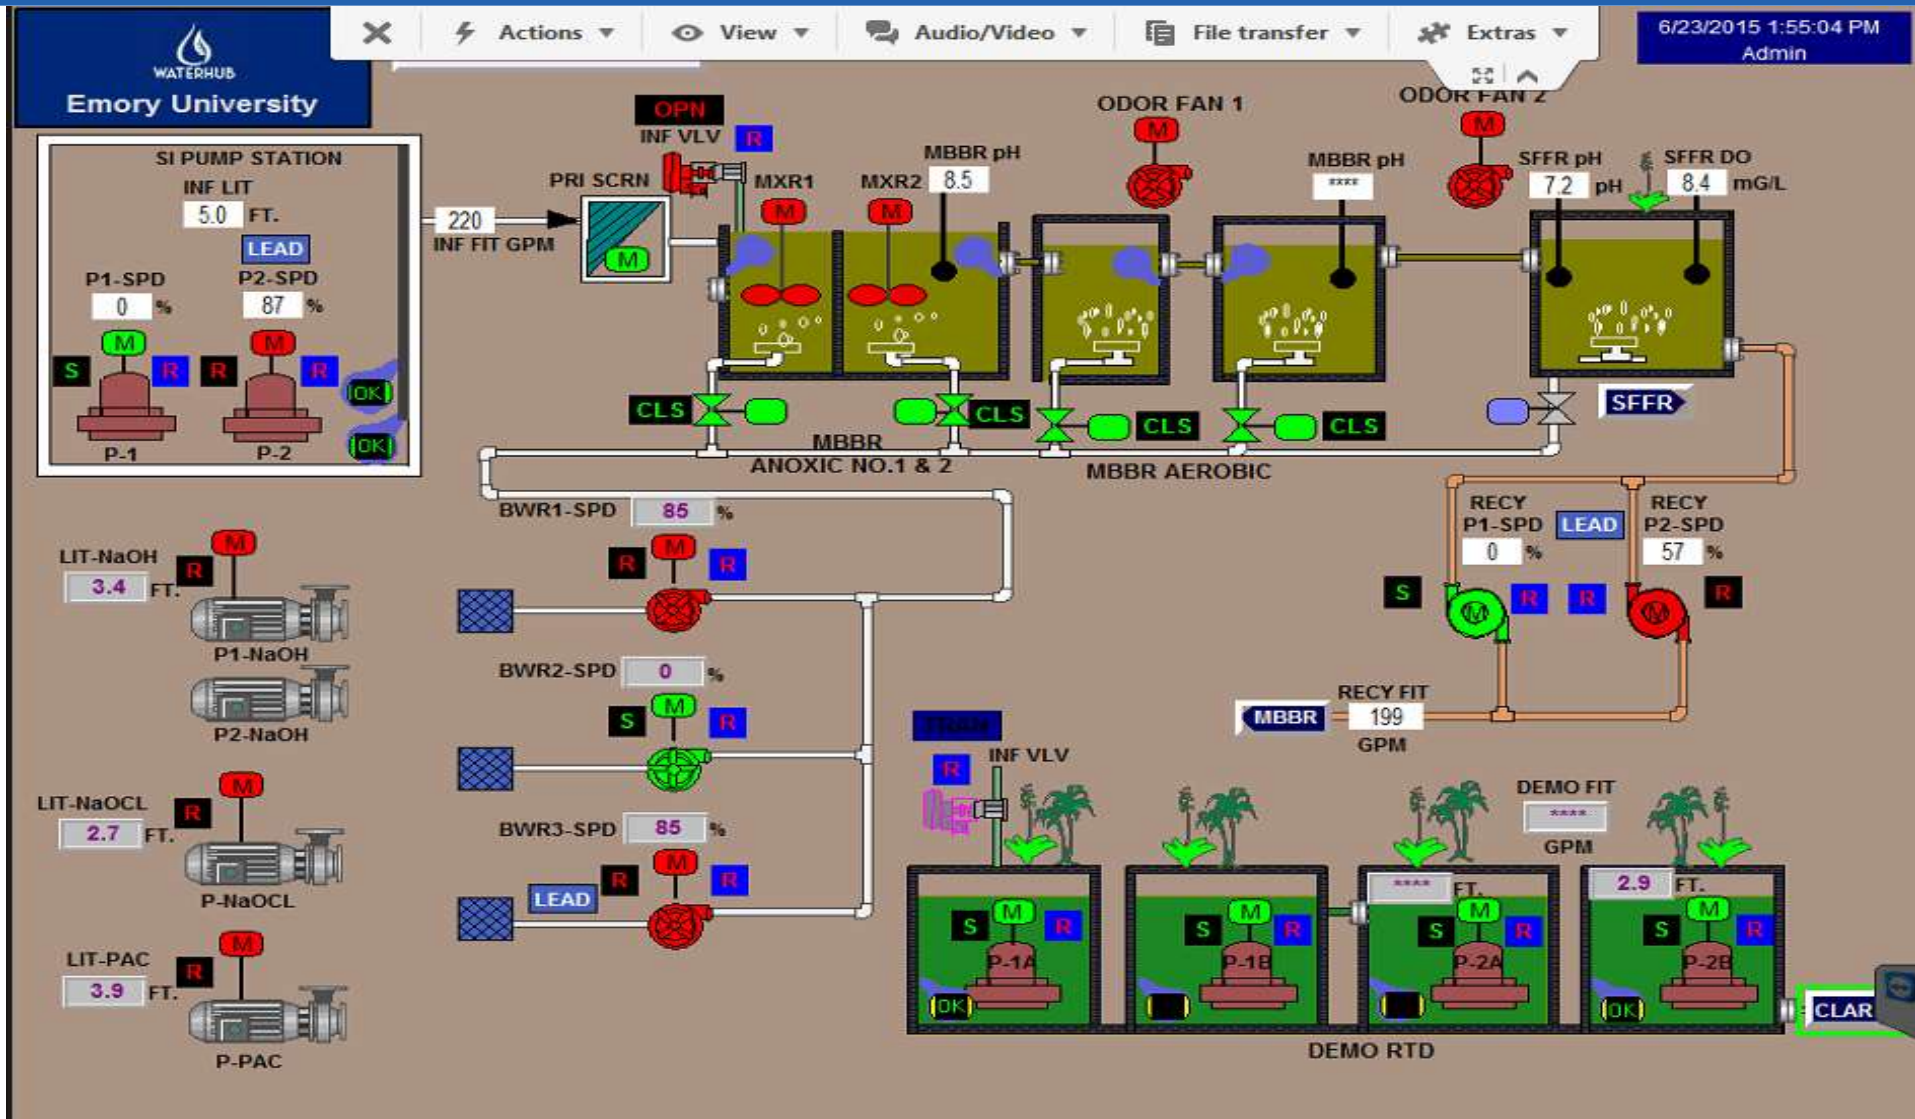 Actions
View
Audio/Video
File transfer
Extras
6/23/2015 1:55:04 PM
Admin
WATERHUB
Emory University
SI PUMP STATION
INF LIT
5.0 FT.
LEAD
P1-SPD
0 %
P2-SPD
87 %
M
M
S
R
R
R
OK
OK
P-1
P-2
220
INF FIT GPM
PRI SCRN
M
OPN
INF VLV
R
MXR1
M
MXR2
M
MBBR pH
8.5
ODOR FAN 1
M
MBBR pH
****
ODOR FAN 2
M
SFFR pH
7.2 pH
SFFR DO
8.4 mG/L
CLS
CLS
CLS
CLS
SFFR
MBBR
ANOXIC NO.1 & 2
MBBR AEROBIC
BWR1-SPD 85 %
R
M
R
BWR2-SPD 0 %
S
M
R
BWR3-SPD 85 %
LEAD
R
M
R
LIT-NaOH
3.4 FT.
R
M
P1-NaOH
P2-NaOH
LIT-NaOCL
2.7 FT.
R
M
P-NaOCL
LIT-PAC
3.9 FT.
R
M
P-PAC
RECY
P1-SPD
0 %
LEAD
RECY
P2-SPD
57 %
S
M
R
R
M
R
RECY FIT
MBBR
199
GPM
TRAN
R
INF VLV
DEMO FIT
****
GPM
**** FT.
2.9 FT.
S
M
R
P-1A
OK
S
M
R
P-1B
S
M
R
P-2A
S
M
R
P-2B
OK
CLAR
DEMO RTD